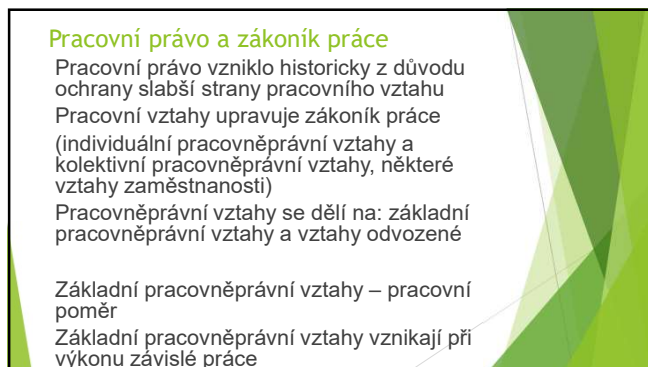 Pracovní právo a zákoník práce
Pracovní právo vzniklo historicky z důvodu
ochrany slabší strany pracovního vztahu
Pracovní vztahy upravuje zákoník práce
(individuální pracovněprávní vztahy a
kolektivní pracovněprávní vztahy, některé
vztahy zaměstnanosti)
Pracovněprávní vztahy se dělí na: základní
pracovněprávní vztahy a vztahy odvozené
Základní pracovněprávní vztahy – pracovní
poměr
Základní pracovněprávní vztahy vznikají při
výkonu závislé práce